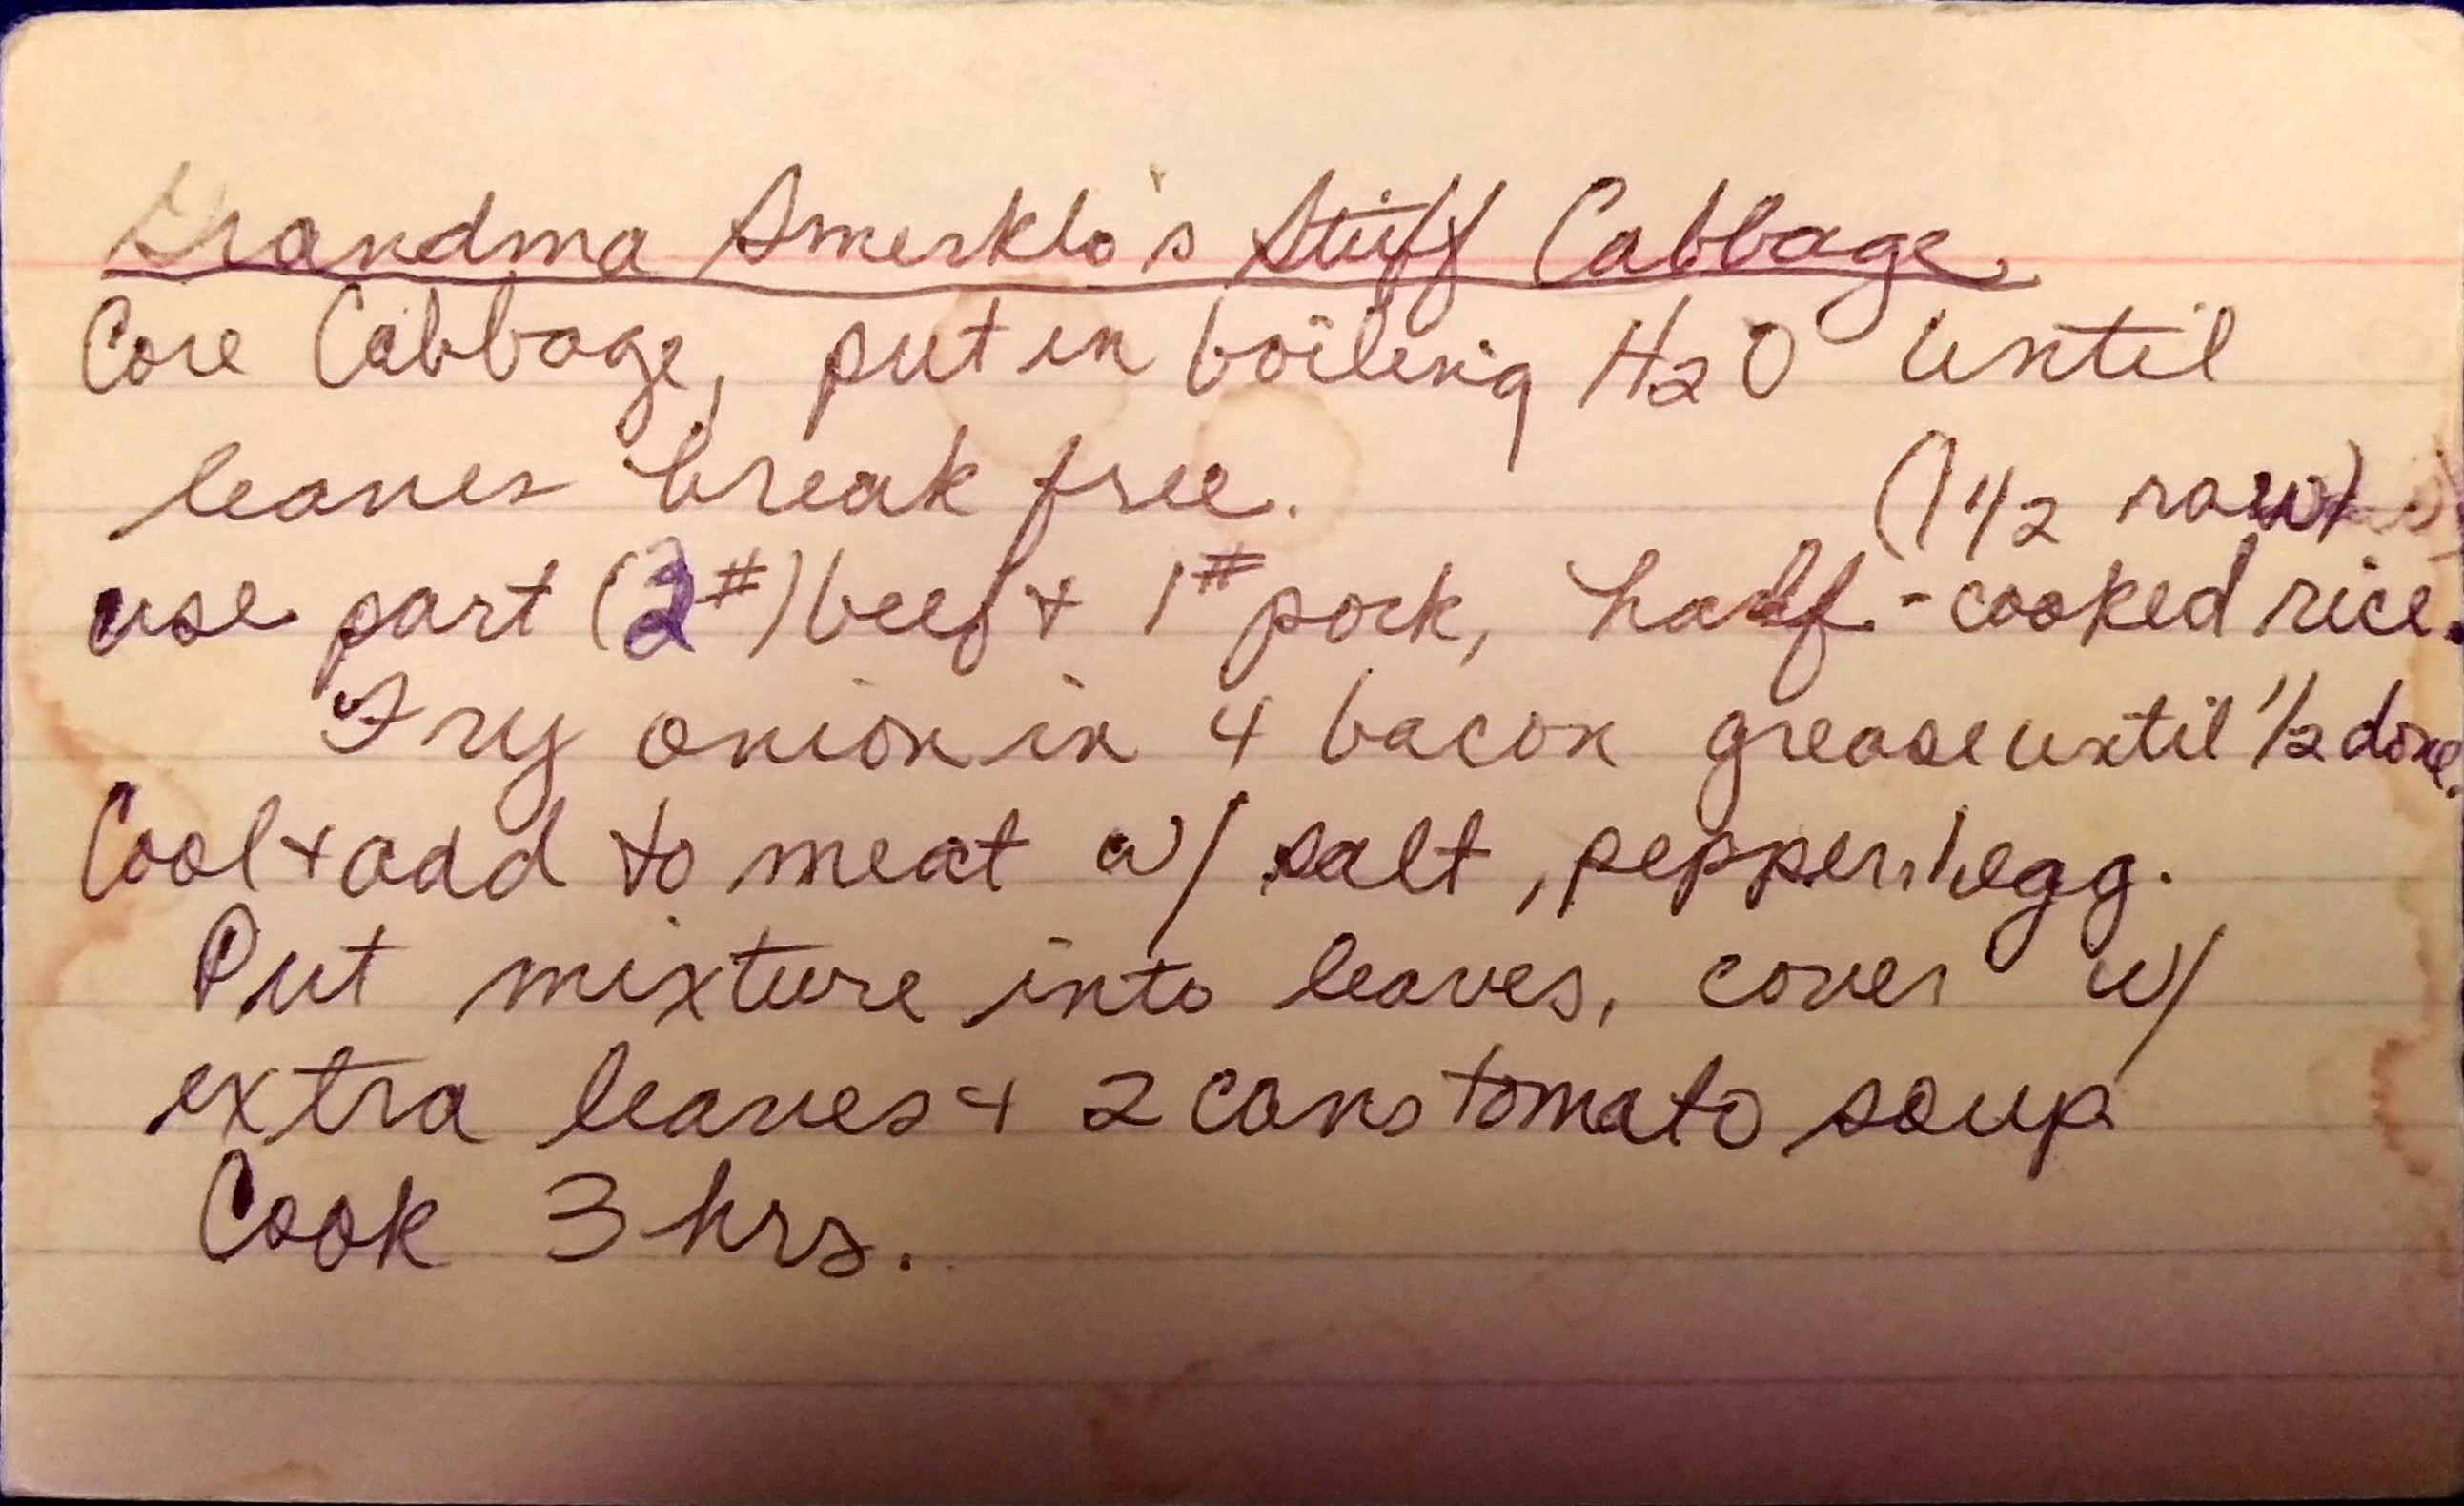 Grandma Smerklo's Stuff Cabbage
Core Cabbage, put in boiling H2O until
leaves break free.
(1 1/2 raw)
use part (2#) beef + 1# pork, half-cooked rice.
Fry onion in 4 bacon grease until 1/2 done.
Cool + add to meat w/ salt, pepper, 1 egg.
Put mixture into leaves, cover w/
extra leaves + 2 cans tomato soup
Cook 3 hrs.